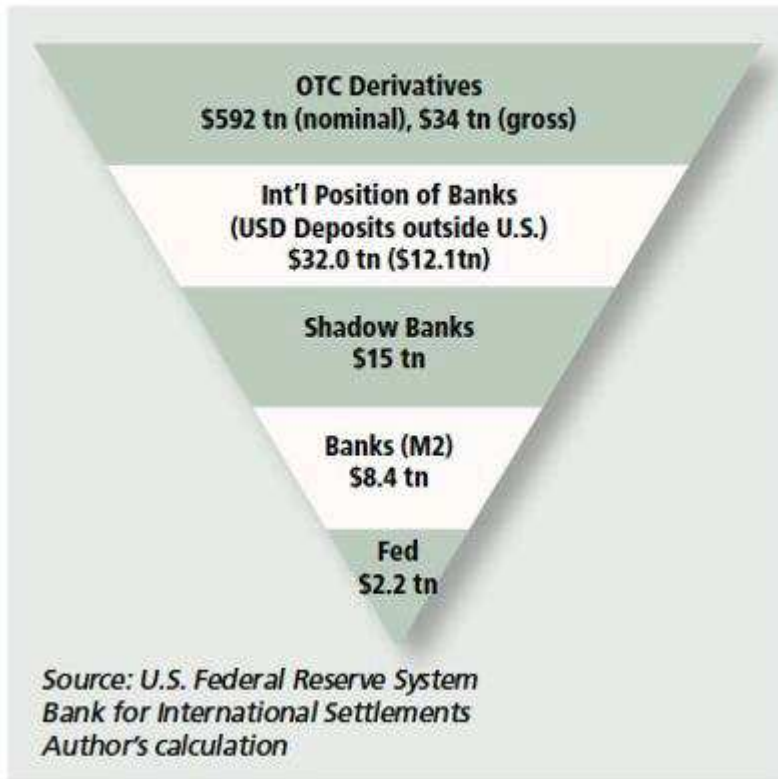 OTC Derivatives
$592 tn (nominal), $34 tn (gross)
Int'l Position of Banks
(USD Deposits outside U.S.)
$32.0 tn ($12.1tn)
Shadow Banks
$15 tn
Banks (M2)
$8.4 tn
Fed
$2.2 tn
Source: U.S. Federal Reserve System
Bank for International Settlements
Author's calculation